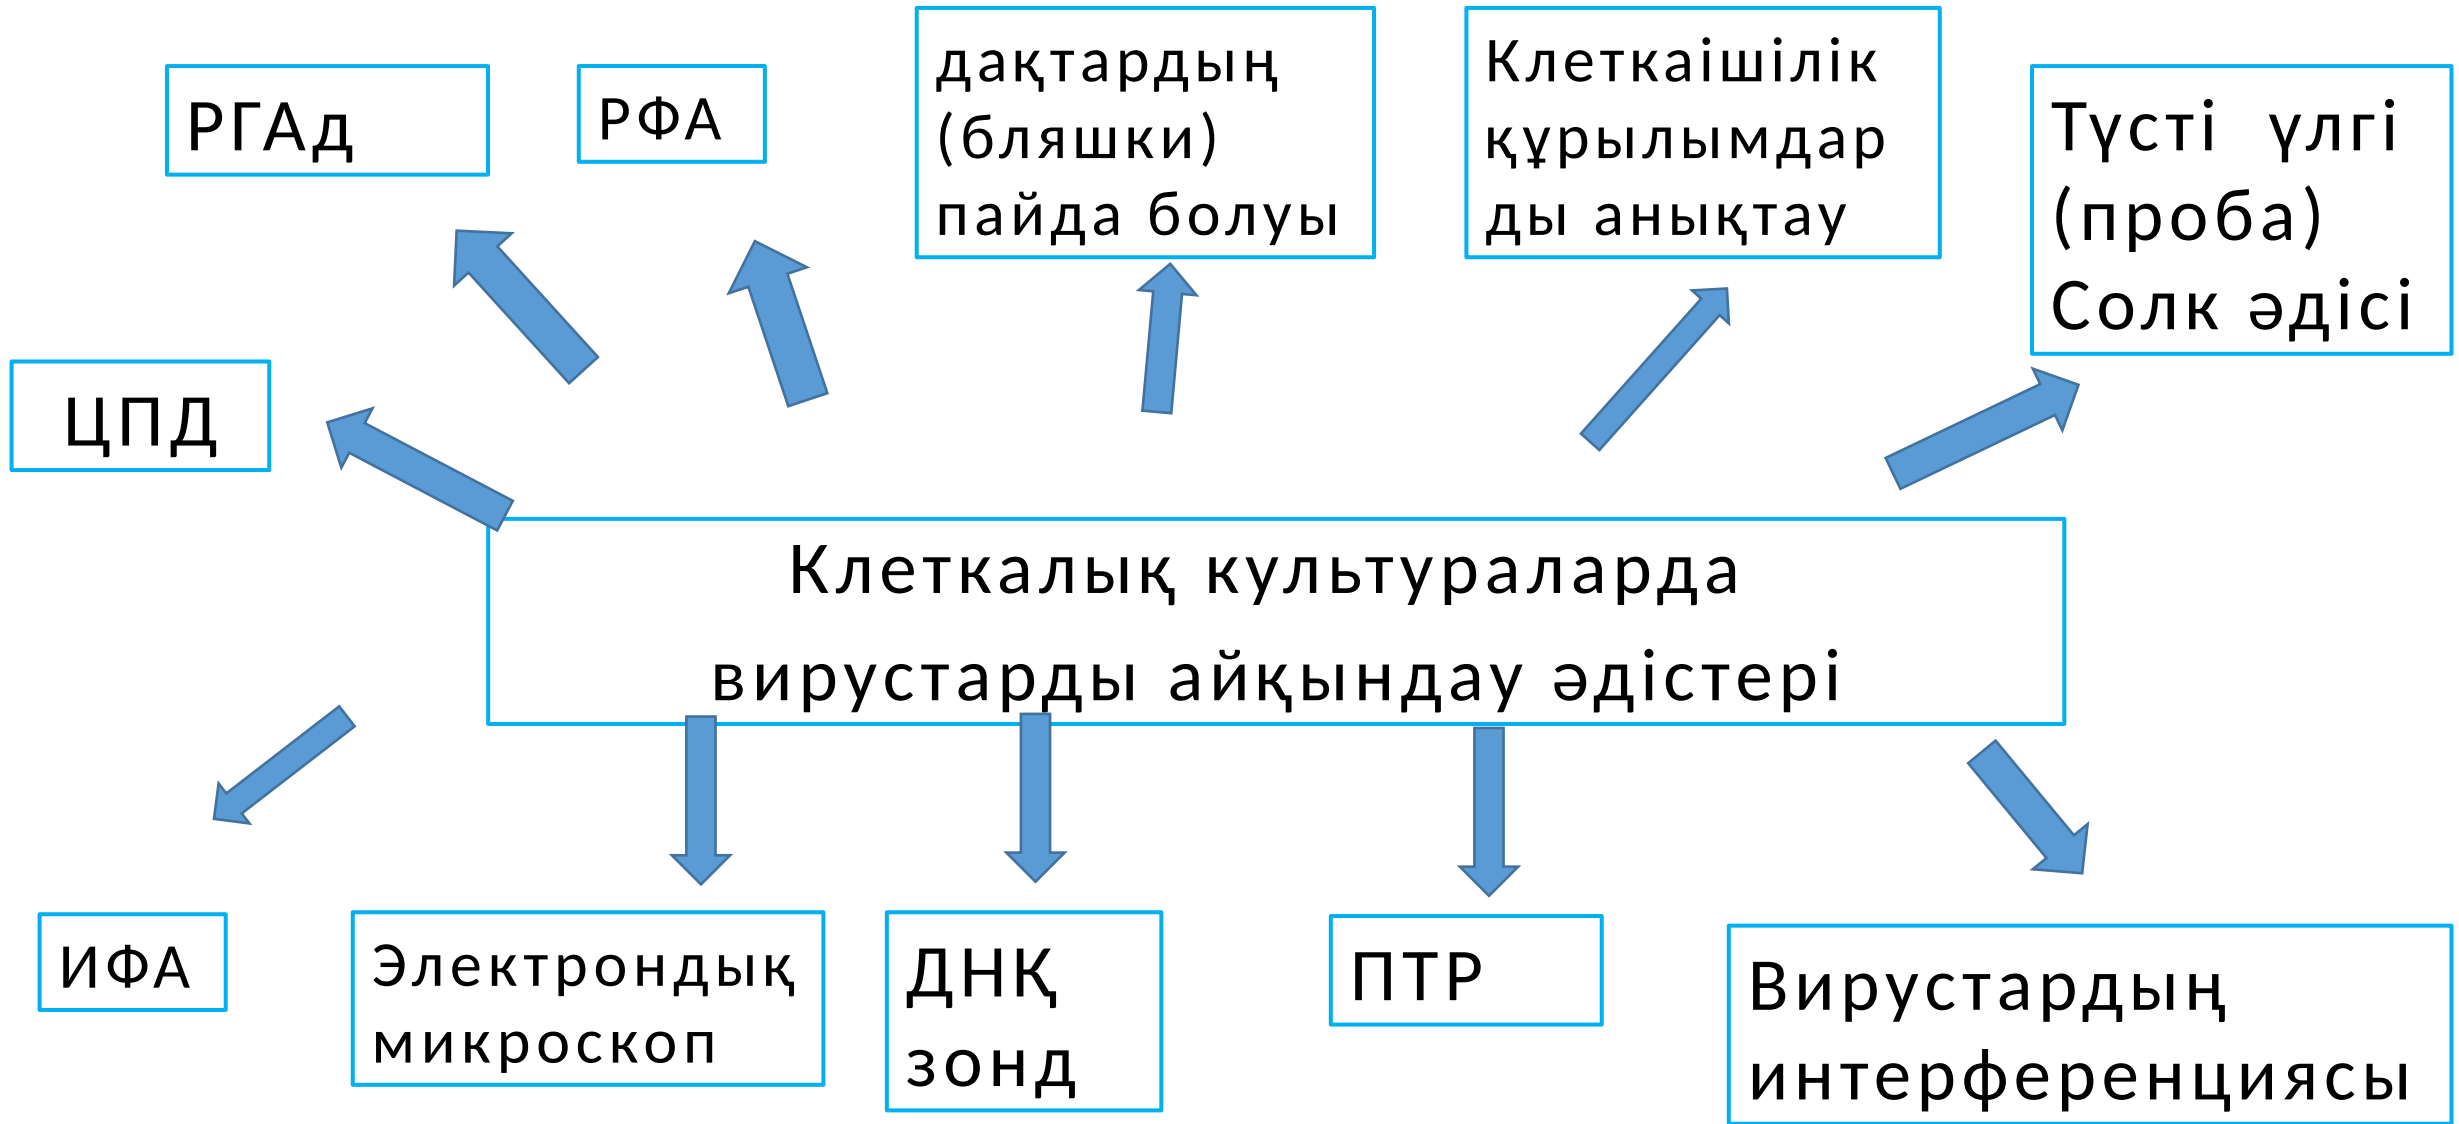 РГАд
РФА
дақтардың
(бляшки)
пайда болуы
Клеткаішілік
құрылымдар
ды анықтау
Түсті үлгі
(проба)
Солк әдісі
ЦПД
Клеткалық культураларда
вирустарды айқындау әдістері
ИФА
Электрондық
микроскоп
ДНҚ
зонд
ПТР
Вирустардың
интерференциясы